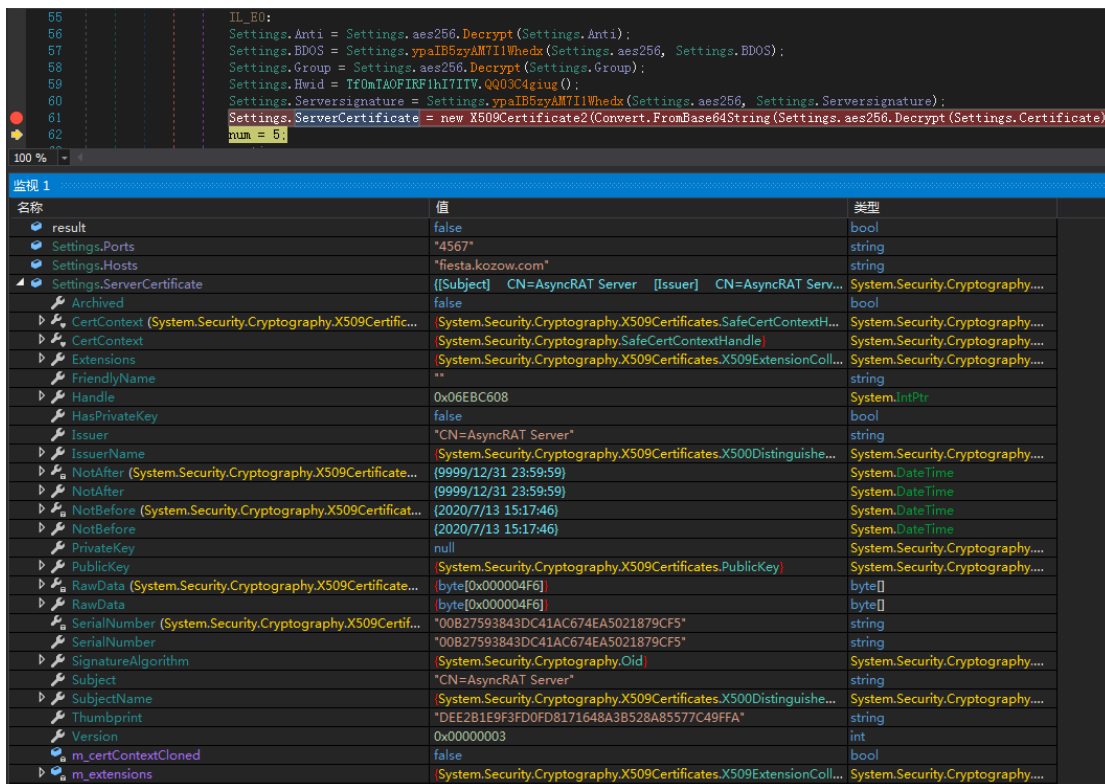 55 IL_E0:
56 Settings.Anti = Settings.aes256.Decrypt(Settings.Anti);
57 Settings.BDOS = Settings.ypaIB5zyAM7I1Whedx(Settings.aes256, Settings.BDOS);
58 Settings.Group = Settings.aes256.Decrypt(Settings.Group);
59 Settings.Hwid = TfOmTAOFIRF1hI7ITV.QQO3C4giug();
60 Settings.Serversignature = Settings.ypaIB5zyAM7I1Whedx(Settings.aes256, Settings.Serversignature);
61 Settings.ServerCertificate = new X509Certificate2(Convert.FromBase64String(Settings.aes256.Decrypt(Settings.Certificate)
62 num = 5;
100 %
监视 1
名称 值 类型
result false bool
Settings.Ports "4567" string
Settings.Hosts "fiesta.kozow.com" string
Settings.ServerCertificate {[Subject] CN=AsyncRAT Server [Issuer] CN=AsyncRAT Serv... System.Security.Cryptography....
Archived false bool
CertContext (System.Security.Cryptography.X509Certific... {System.Security.Cryptography.X509Certificates.SafeCertContextH... System.Security.Cryptography....
CertContext {System.Security.Cryptography.SafeCertContextHandle} System.Security.Cryptography....
Extensions {System.Security.Cryptography.X509Certificates.X509ExtensionColl... System.Security.Cryptography....
FriendlyName "" string
Handle 0x06EBC608 System.IntPtr
HasPrivateKey false bool
Issuer "CN=AsyncRAT Server" string
IssuerName {System.Security.Cryptography.X509Certificates.X500Distinguishe... System.Security.Cryptography....
NotAfter (System.Security.Cryptography.X509Certificate... {9999/12/31 23:59:59} System.DateTime
NotAfter {9999/12/31 23:59:59} System.DateTime
NotBefore (System.Security.Cryptography.X509Certificat... {2020/7/13 15:17:46} System.DateTime
NotBefore {2020/7/13 15:17:46} System.DateTime
PrivateKey null System.Security.Cryptography....
PublicKey {System.Security.Cryptography.X509Certificates.PublicKey} System.Security.Cryptography....
RawData (System.Security.Cryptography.X509Certificate... {byte[0x000004F6]} byte[]
RawData {byte[0x000004F6]} byte[]
SerialNumber (System.Security.Cryptography.X509Certif... "00B27593843DC41AC674EA5021879CF5" string
SerialNumber "00B27593843DC41AC674EA5021879CF5" string
SignatureAlgorithm {System.Security.Cryptography.Oid} System.Security.Cryptography....
Subject "CN=AsyncRAT Server" string
SubjectName {System.Security.Cryptography.X509Certificates.X500Distinguishe... System.Security.Cryptography....
Thumbprint "DEE2B1E9F3FD0FD8171648A3B528A85577C49FFA" string
Version 0x00000003 int
m_certContextCloned false bool
m_extensions {System.Security.Cryptography.X509Certificates.X509ExtensionColl... System.Security.Cryptography....